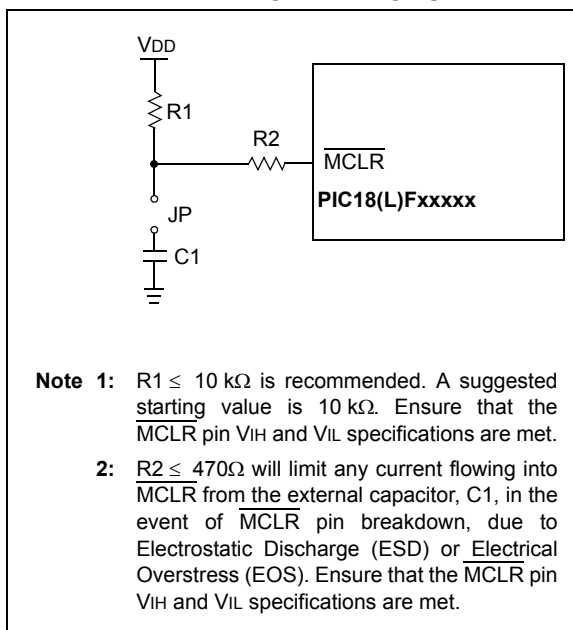 VDD
R1
R2
MCLR
PIC18(L)Fxxxxx
JP
C1
Note 1: R1 ≤ 10 kΩ is recommended. A suggested
starting value is 10 kΩ. Ensure that the
MCLR pin VIH and VIL specifications are met.
2: R2 ≤ 470Ω will limit any current flowing into
MCLR from the external capacitor, C1, in the
event of MCLR pin breakdown, due to
Electrostatic Discharge (ESD) or Electrical
Overstress (EOS). Ensure that the MCLR pin
VIH and VIL specifications are met.